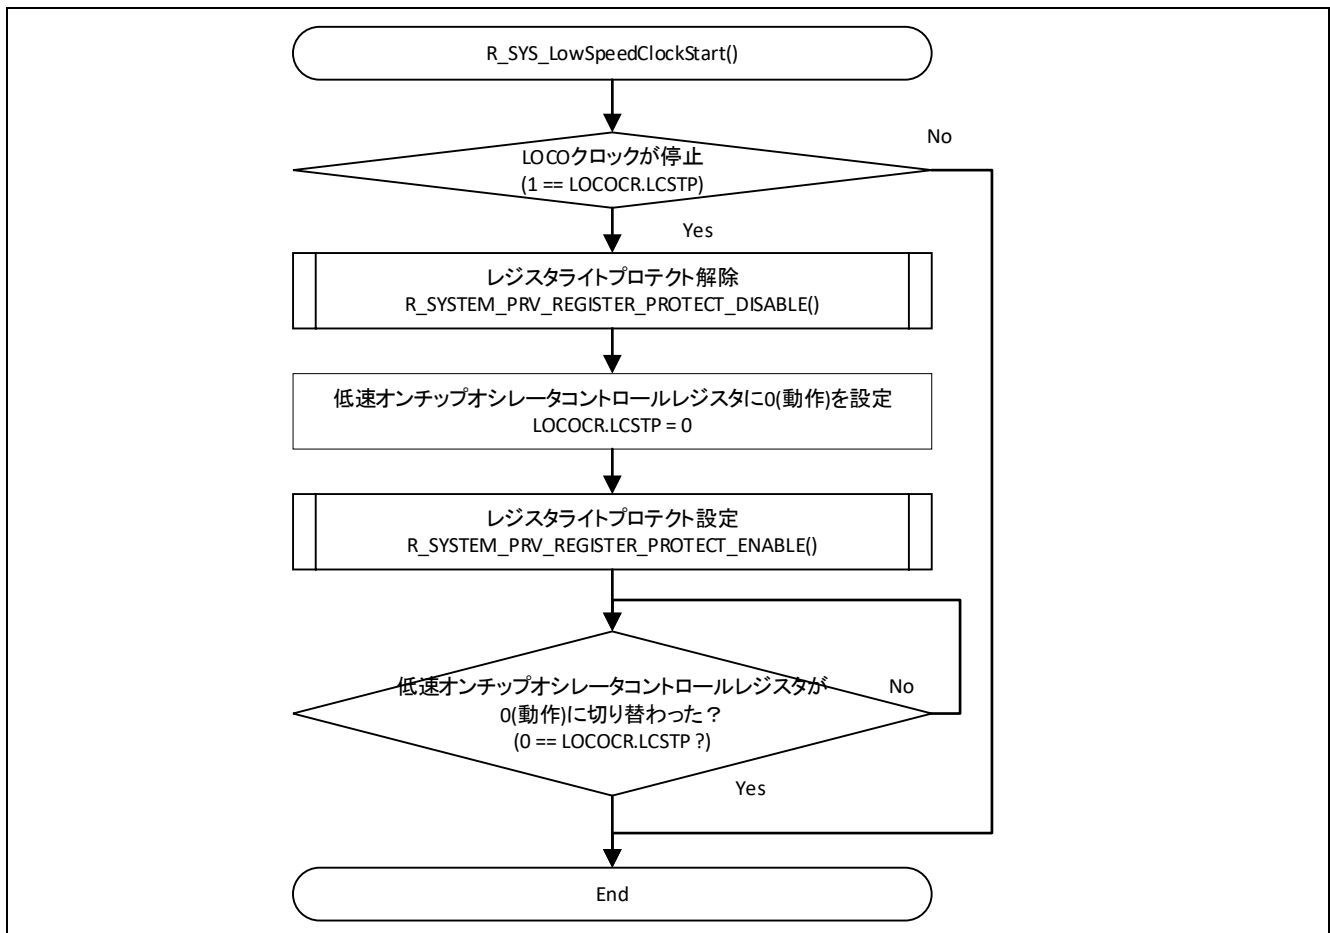 R_SYS_LowSpeedClockStart()
No
LOCOクロックが停止
(1 == LOCOCR.LCSTP)
Yes
レジスタライトプロテクト解除
R_SYSTEM_PRV_REGISTER_PROTECT_DISABLE()
低速オンチップオシレータコントロールレジスタに0(動作)を設定
LOCOCR.LCSTP = 0
レジスタライトプロテクト設定
R_SYSTEM_PRV_REGISTER_PROTECT_ENABLE()
低速オンチップオシレータコントロールレジスタが
No
0(動作)に切り替わった？
(0 == LOCOCR.LCSTP ?)
Yes
End